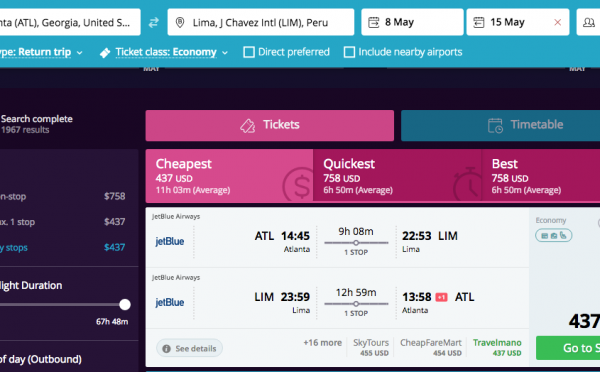 (ATL), Georgia, United S...
Lima, J Chavez Intl (LIM), Peru
8 May
15 May
Return trip
Ticket class: Economy
Direct preferred
Include nearby airports
MAY
MAY
Search complete
1967 results
Tickets
Timetable
Cheapest
437 USD
11h 03m (Average)
Quickest
758 USD
6h 50m (Average)
Best
758 USD
6h 50m (Average)
$758
1 stop
$437
stops
$437
Duration
67h 48m
of day (Outbound)
JetBlue Airways
jetBlue
ATL 14:45
Atlanta
9h 08m
1 STOP
22:53 LIM
Lima
JetBlue Airways
jetBlue
LIM 23:59
Lima
12h 59m
1 STOP
13:58 +1 ATL
Atlanta
See details
+16 more
SkyTours
455 USD
CheapFareMart
454 USD
Travelmano
437 USD
Economy
437
Go to S